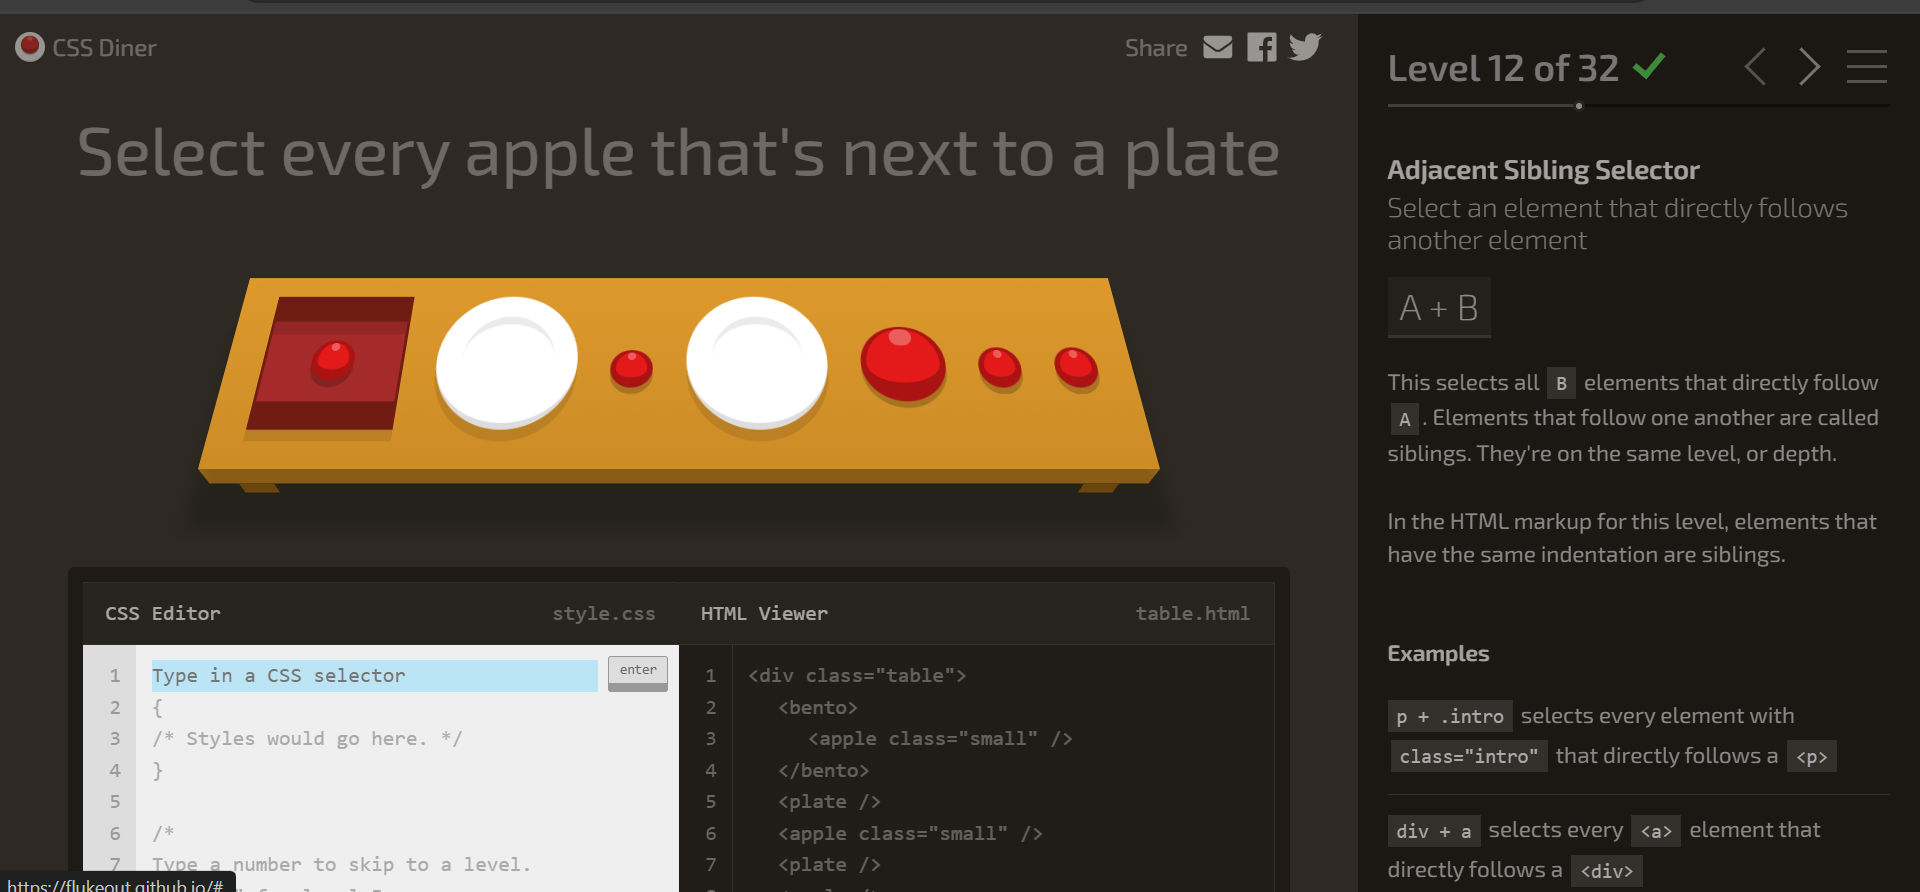 CSS Diner
Share
Select every apple that's next to a plate
CSS Editor style.css
1 Type in a CSS selector enter
2 {
3 /* Styles would go here. */
4 }
5
6 /*
7 Type a number to skip to a level.
HTML Viewer table.html
1 <div class="table">
2 <bento>
3 <apple class="small" />
4 </bento>
5 <plate />
6 <apple class="small" />
7 <plate />
https://flukeout.github.io/#
Level 12 of 32
Adjacent Sibling Selector
Select an element that directly follows
another element
A + B
This selects all B elements that directly follow
A . Elements that follow one another are called
siblings. They're on the same level, or depth.
In the HTML markup for this level, elements that
have the same indentation are siblings.
Examples
p + .intro selects every element with
class="intro" that directly follows a <p>
div + a selects every <a> element that
directly follows a <div>